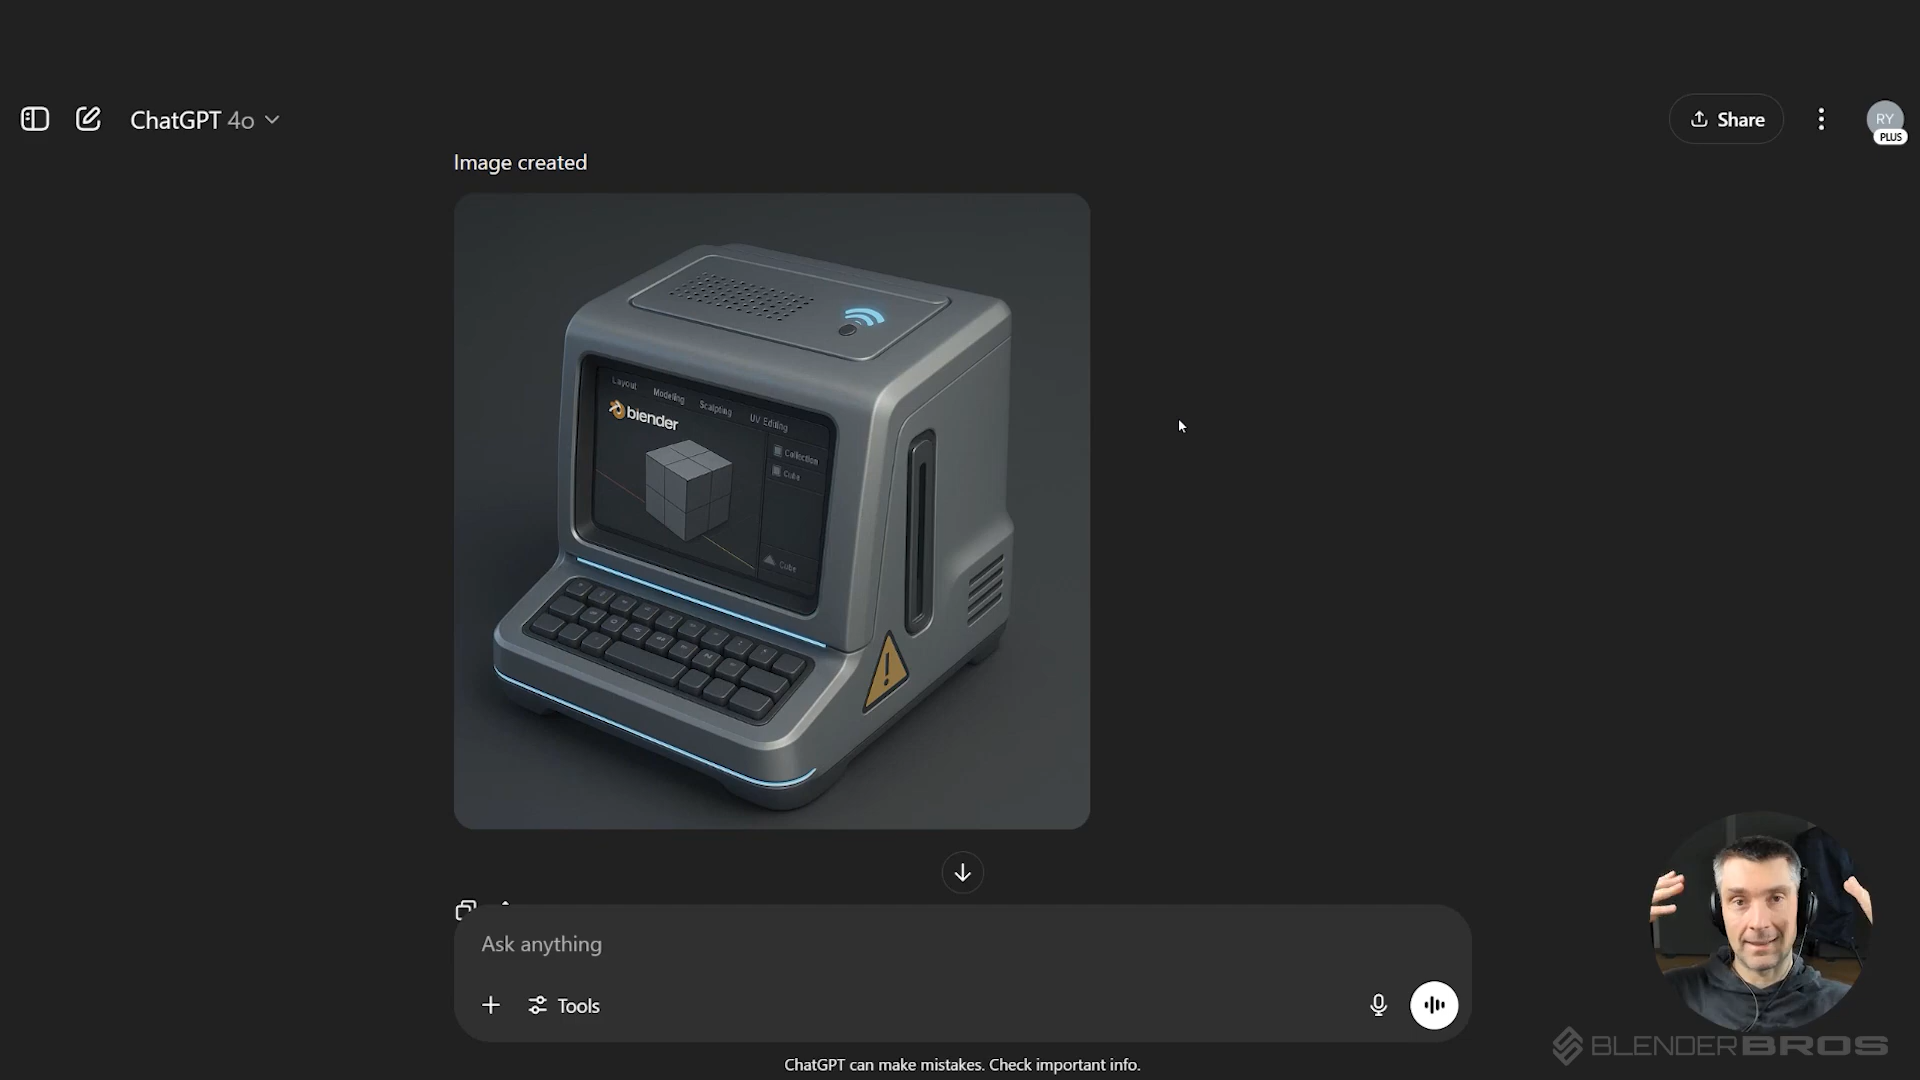 ChatGPT 4o
Share
RY
PLUS
Image created
Layout
Modeling
Sculpting
UV Editing
blender
Collection
Cube
Cube
Ask anything
Tools
ChatGPT can make mistakes. Check important info.
BLENDERBROS